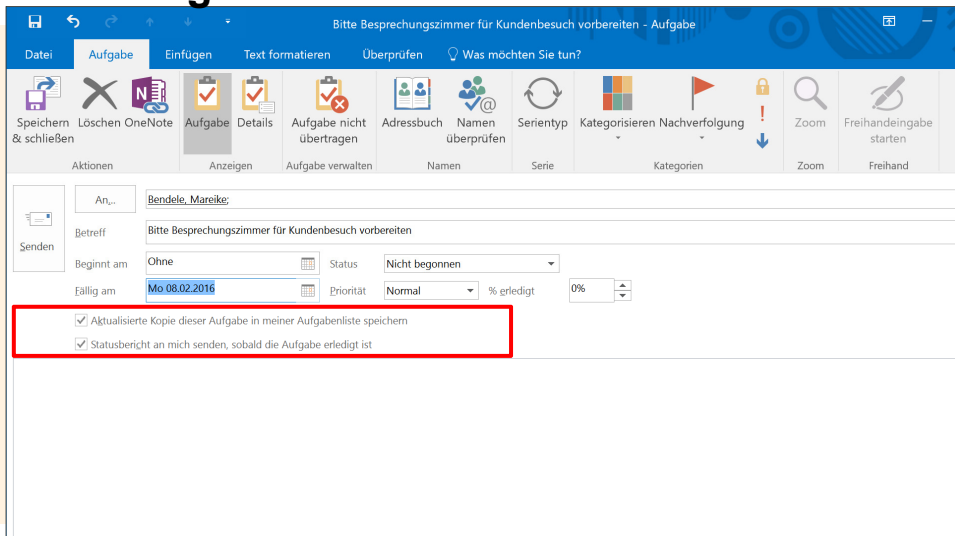 Bitte Besprechungszimmer für Kundenbesuch vorbereiten - Aufgabe
Datei Aufgabe Einfügen Text formatieren Überprüfen Was möchten Sie tun?
Speichern & schließen
Löschen
OneNote
Aufgabe
Details
Aufgabe nicht übertragen
Adressbuch
Namen überprüfen
Serientyp
Kategorisieren
Nachverfolgung
Zoom
Freihandeingabe starten
Aktionen Anzeigen Aufgabe verwalten Namen Serie Kategorien Zoom Freihand
Senden
An... Bendele, Mareike;
Betreff Bitte Besprechungszimmer für Kundenbesuch vorbereiten
Beginnt am Ohne Status Nicht begonnen
Fällig am Mo 08.02.2016 Priorität Normal % erledigt 0%
Aktualisierte Kopie dieser Aufgabe in meiner Aufgabenliste speichern
Statusbericht an mich senden, sobald die Aufgabe erledigt ist